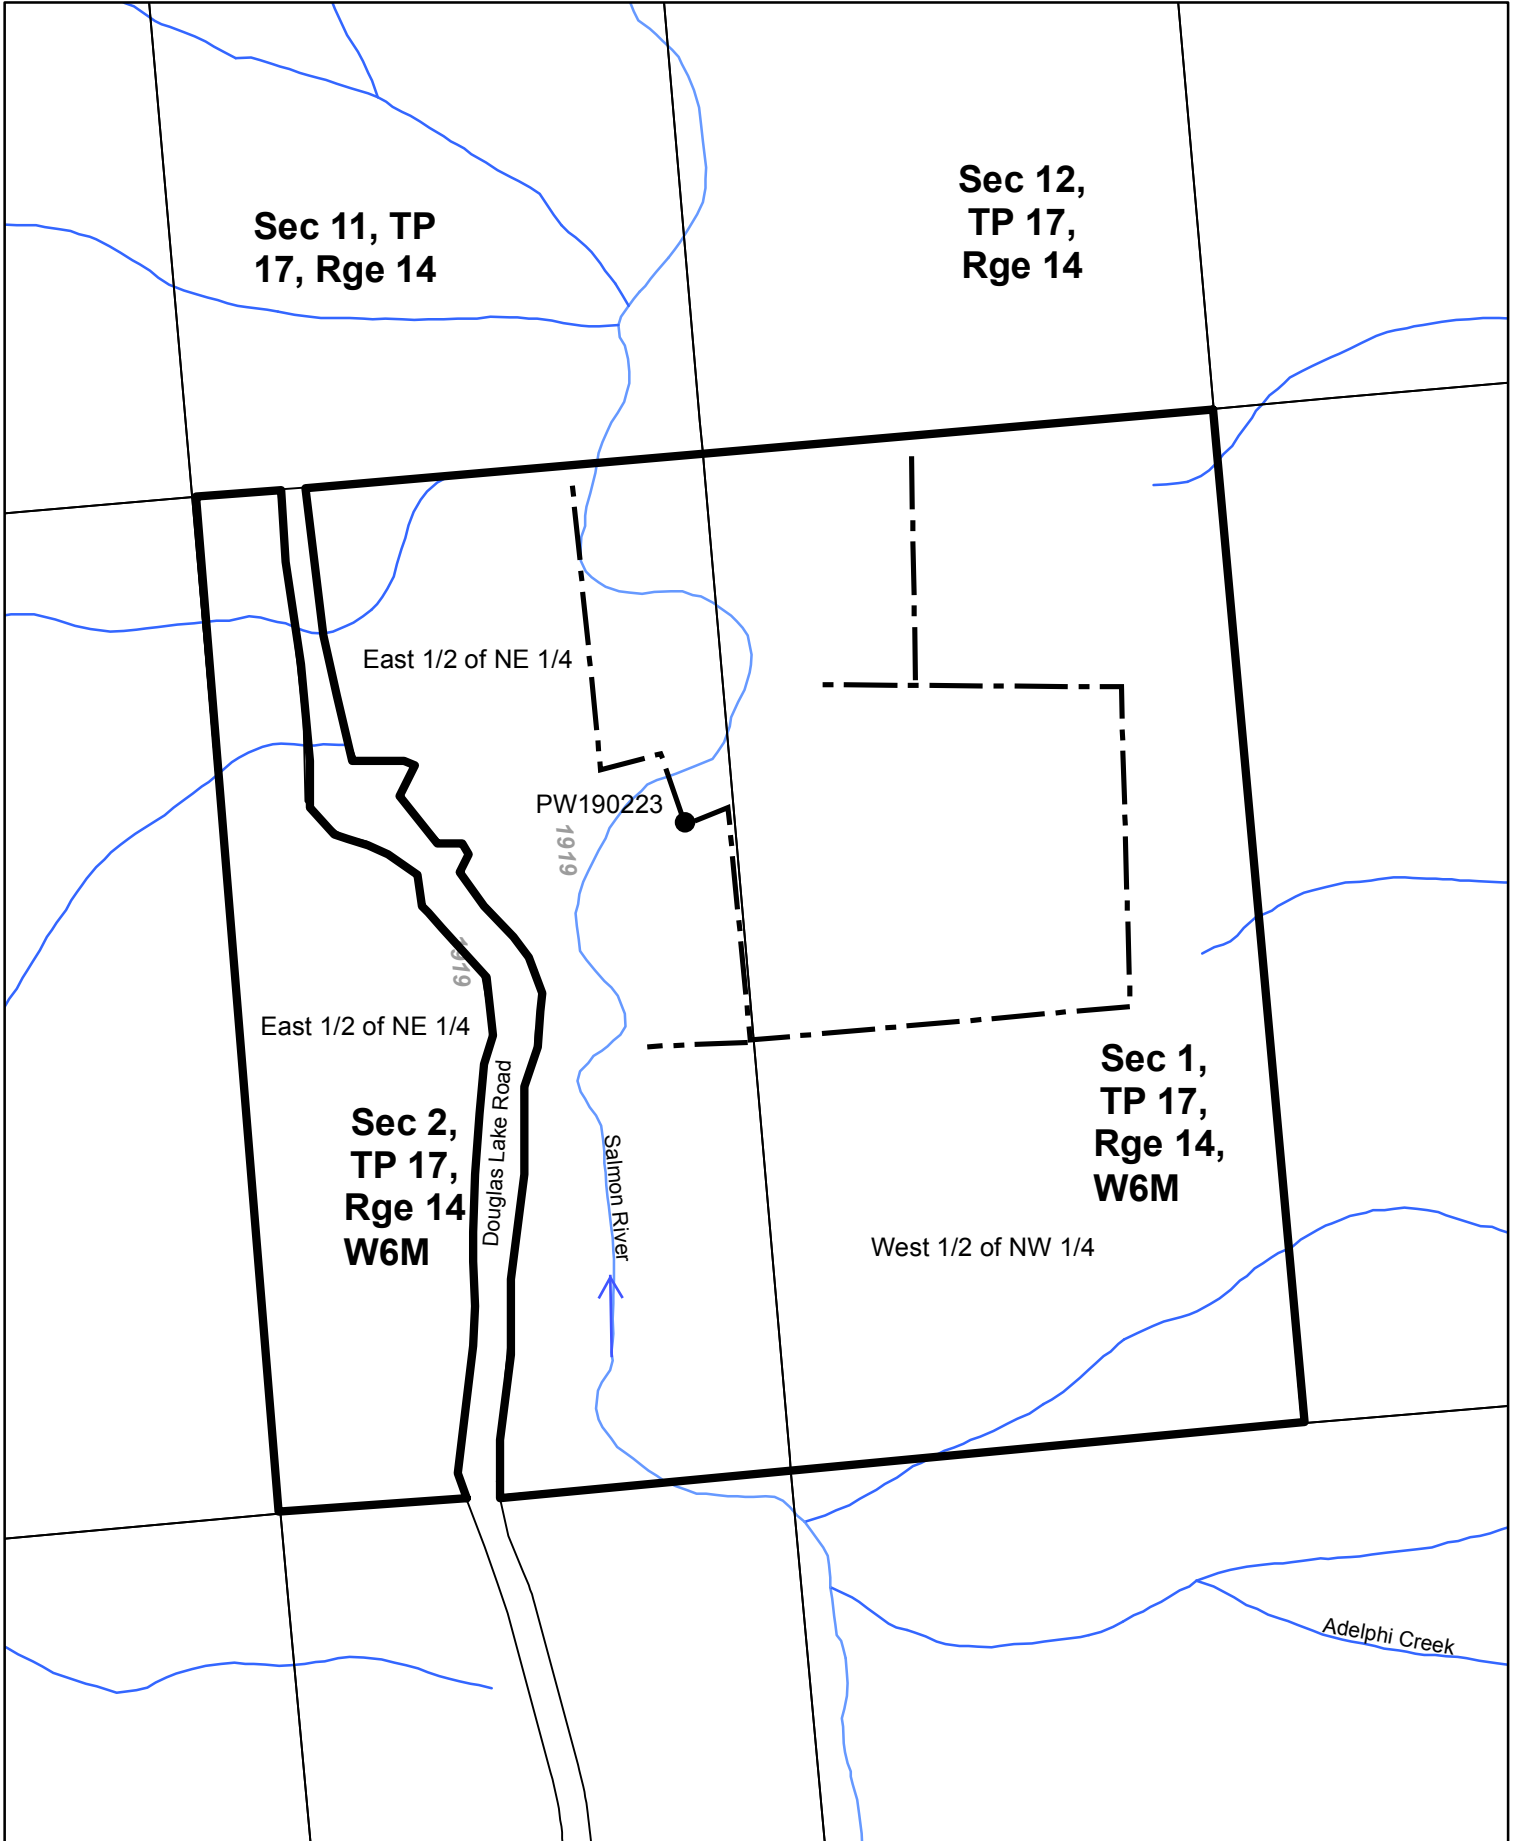 Sec 12,
TP 17,
Rge 14
Sec 11, TP
17, Rge 14
East 1/2 of NE 1/4
PW190223
1919
1919
East 1/2 of NE 1/4
Sec 2,
TP 17,
Rge 14
W6M
Douglas Lake Road
Salmon River
Sec 1,
TP 17,
Rge 14,
W6M
West 1/2 of NW 1/4
Adelphi Creek